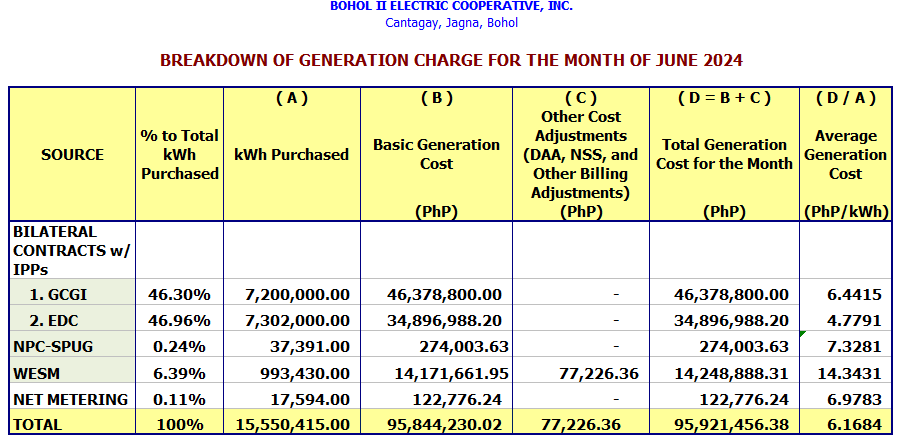 BOHOL II ELECTRIC COOPERATIVE, INC.
Cantagay, Jagna, Bohol
BREAKDOWN OF GENERATION CHARGE FOR THE MONTH OF JUNE 2024
SOURCE
% to Total
kWh
Purchased
( A )
kWh Purchased
( B )
Basic Generation
Cost
(PhP)
( C )
Other Cost
Adjustments
(DAA, NSS, and
Other Billing
Adjustments)
(PhP)
( D = B + C )
Total Generation
Cost for the Month
(PhP)
( D / A )
Average
Generation
Cost
(PhP/kWh)
BILATERAL
CONTRACTS w/
IPPs
1. GCGI 46.30% 7,200,000.00 46,378,800.00 - 46,378,800.00 6.4415
2. EDC 46.96% 7,302,000.00 34,896,988.20 - 34,896,988.20 4.7791
NPC-SPUG 0.24% 37,391.00 274,003.63 - 274,003.63 7.3281
WESM 6.39% 993,430.00 14,171,661.95 77,226.36 14,248,888.31 14.3431
NET METERING 0.11% 17,594.00 122,776.24 122,776.24 6.9783
TOTAL 100% 15,550,415.00 95,844,230.02 77,226.36 95,921,456.38 6.1684